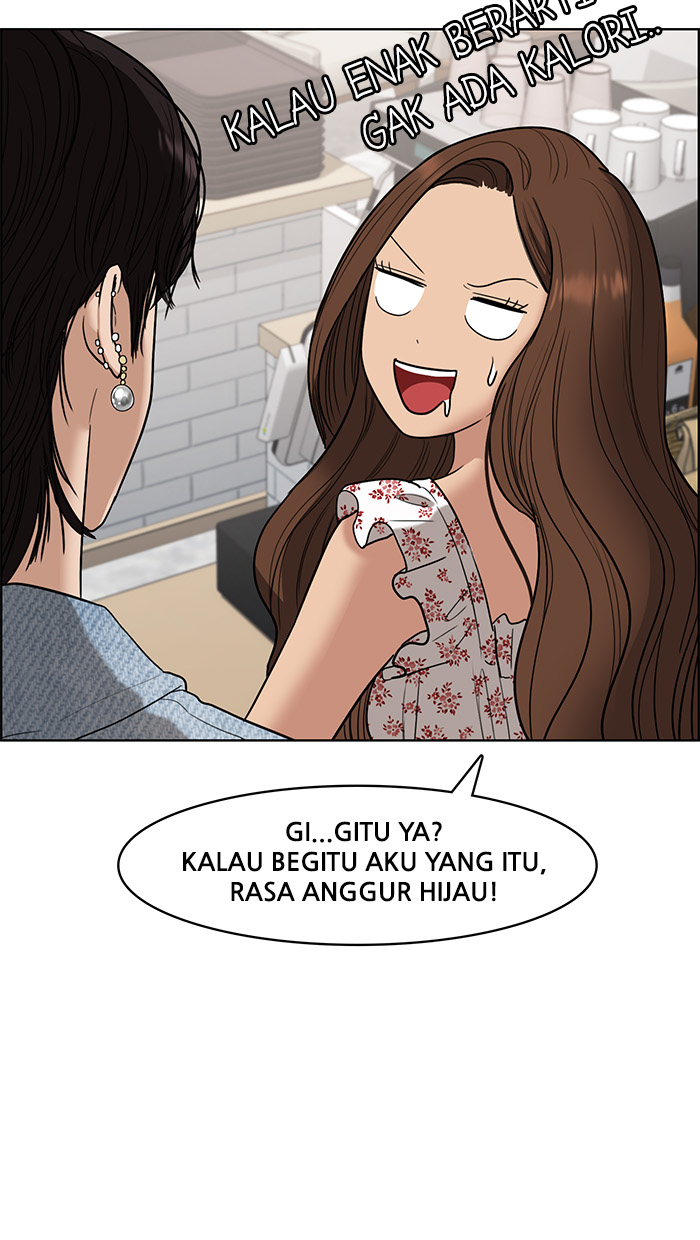 KALAU ENAK BERARTI
GAK ADA KALORI..
GI...GITU YA?
KALAU BEGITU AKU YANG ITU,
RASA ANGGUR HIJAU!